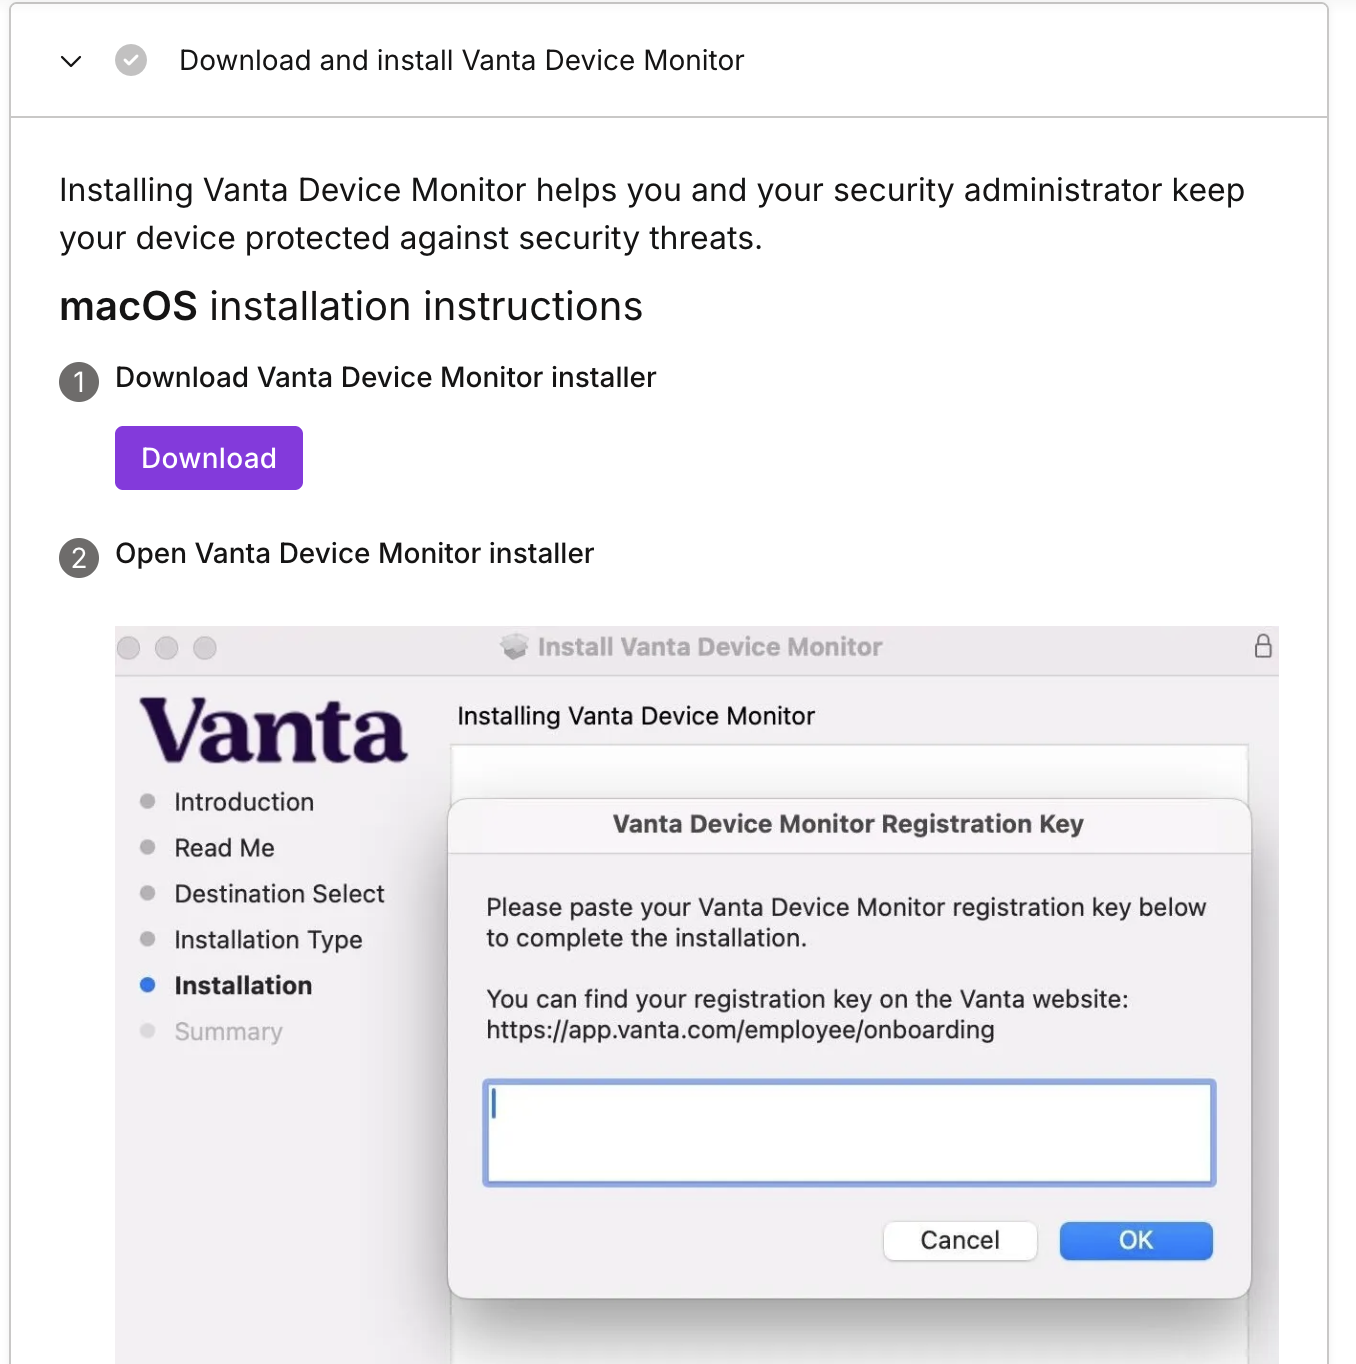 Download and install Vanta Device Monitor
Installing Vanta Device Monitor helps you and your security administrator keep
your device protected against security threats.
macOS installation instructions
1 Download Vanta Device Monitor installer
Download
2 Open Vanta Device Monitor installer
Install Vanta Device Monitor
Vanta
Installing Vanta Device Monitor
Introduction
Read Me
Destination Select
Installation Type
Installation
Summary
Vanta Device Monitor Registration Key
Please paste your Vanta Device Monitor registration key below
to complete the installation.
You can find your registration key on the Vanta website:
https://app.vanta.com/employee/onboarding
Cancel
OK